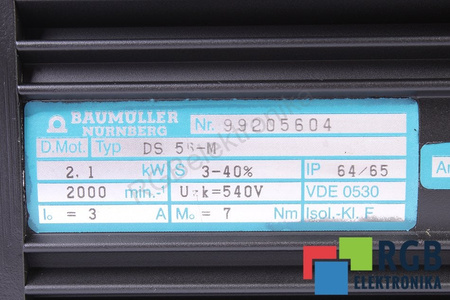 BAUMÜLLER
NÜRNBERG
Nr. 99205604
D.Mot. Typ DS 56-M
2,1 kW S 3-40% IP 64/65
2000 min.-¹ Uzk=540V VDE 0530
I₀ = 3 A M₀ = 7 Nm Isol.-Kl. F
RGB
ELEKTRONIKA